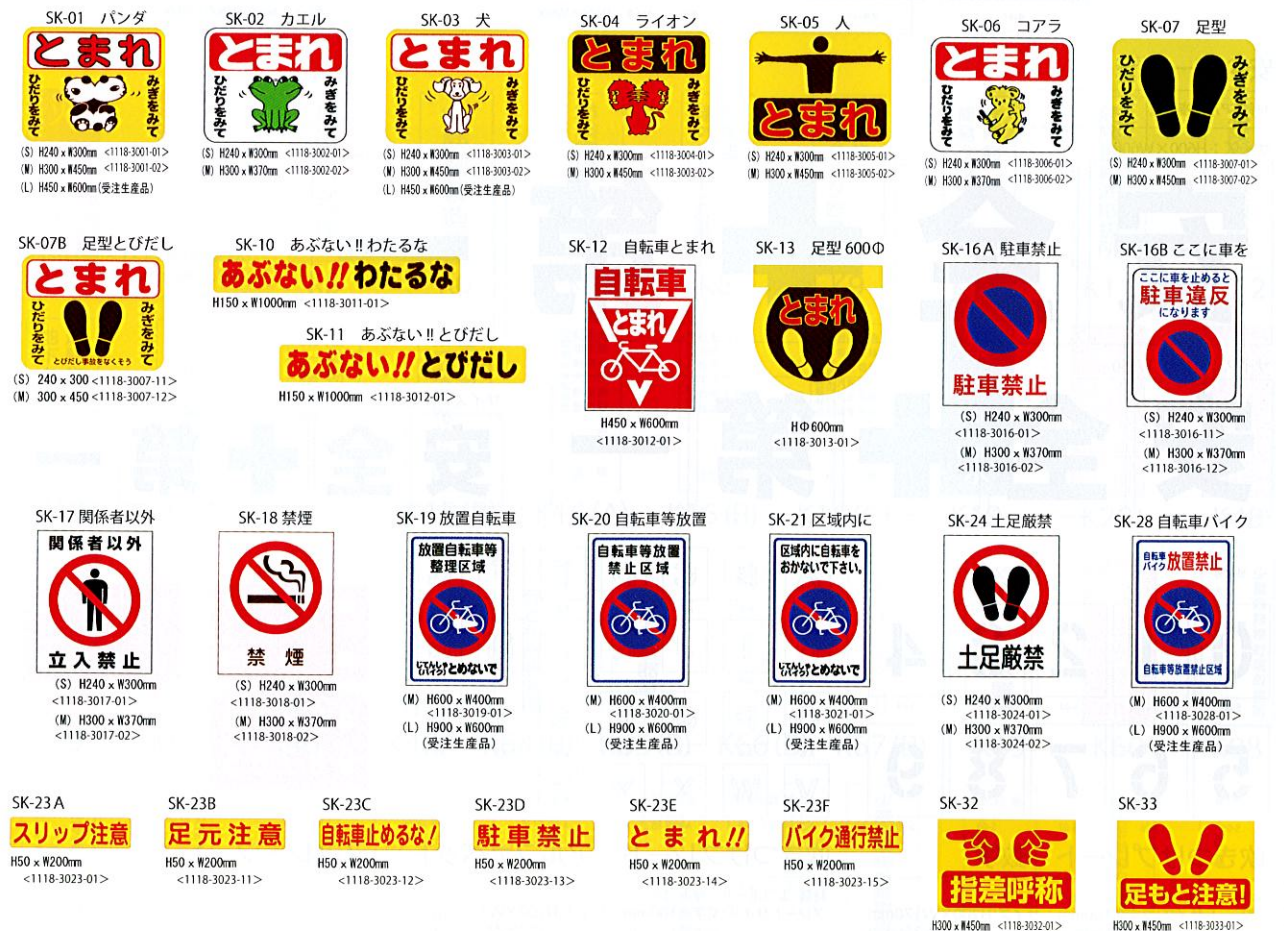 SK-01 パンダ
とまれ
ひだりをみて
みぎをみて
(S) H240 x W300mm <1118-3001-01>
(M) H300 x W450mm <1118-3001-02>
(L) H450 x W600mm(受注生産品)
SK-02 カエル
とまれ
ひだりをみて
みぎをみて
(S) H240 x W300mm <1118-3002-01>
(M) H300 x W370mm <1118-3002-02>
SK-03 犬
とまれ
ひだりをみて
みぎをみて
(S) H240 x W300mm <1118-3003-01>
(M) H300 x W450mm <1118-3003-02>
(L) H450 x W600mm(受注生産品)
SK-04 ライオン
とまれ
ひだりをみて
みぎをみて
(S) H240 x W300mm <1118-3004-01>
(M) H300 x W450mm <1118-3003-02>
SK-05 人
とまれ
(S) H240 x W300mm <1118-3005-01>
(M) H300 x W450mm <1118-3005-02>
SK-06 コアラ
とまれ
ひだりをみて
みぎをみて
(S) H240 x W300mm <1118-3006-01>
(M) H300 x W370mm <1118-3006-02>
SK-07 足型
ひだりをみて
みぎをみて
(S) H240 x W300mm <1118-3007-01>
(M) H300 x W450mm <1118-3007-02>
SK-07B 足型とびだし
とまれ
ひだりをみて
みぎをみて
とびだし事故をなくそう
(S) 240 x 300 <1118-3007-11>
(M) 300 x 450 <1118-3007-12>
SK-10 あぶない!!わたるな
あぶない!!わたるな
H150 x W1000mm <1118-3011-01>
SK-11 あぶない!!とびだし
あぶない!!とびだし
H150 x W1000mm <1118-3012-01>
SK-12 自転車とまれ
自転車
とまれ
H450 x W600mm
<1118-3012-01>
SK-13 足型 600Φ
とまれ
HΦ600mm
<1118-3013-01>
SK-16A 駐車禁止
駐車禁止
(S) H240 x W300mm
<1118-3016-01>
(M) H300 x W370mm
<1118-3016-02>
SK-16B ここに車を
ここに車を止めると
駐車違反
になります
(S) H240 x W300mm
<1118-3016-11>
(M) H300 x W370mm
<1118-3016-12>
SK-17 関係者以外
関係者以外
立入禁止
(S) H240 x W300mm
<1118-3017-01>
(M) H300 x W370mm
<1118-3017-02>
SK-18 禁煙
禁煙
(S) H240 x W300mm
<1118-3018-01>
(M) H300 x W370mm
<1118-3018-02>
SK-19 放置自転車
放置自転車等
整理区域
とめないで
(M) H600 x W400mm
<1118-3019-01>
(L) H900 x W600mm
(受注生産品)
SK-20 自転車等放置
自転車等放置
禁止区域
(M) H600 x W400mm
<1118-3020-01>
(L) H900 x W600mm
(受注生産品)
SK-21 区域内に
区域内に自転車を
おかないで下さい。
とめないで
(M) H600 x W400mm
<1118-3021-01>
(L) H900 x W600mm
(受注生産品)
SK-24 土足厳禁
土足厳禁
(S) H240 x W300mm
<1118-3024-01>
(M) H300 x W370mm
<1118-3024-02>
SK-28 自転車バイク
自転車
バイク 放置禁止
自転車等放置禁止区域
(M) H600 x W400mm
<1118-3028-01>
(L) H900 x W600mm
(受注生産品)
SK-23A
スリップ注意
H50 x W200mm
<1118-3023-01>
SK-23B
足元注意
H50 x W200mm
<1118-3023-11>
SK-23C
自転車止めるな!
H50 x W200mm
<1118-3023-12>
SK-23D
駐車禁止
H50 x W200mm
<1118-3023-13>
SK-23E
とまれ!!
H50 x W200mm
<1118-3023-14>
SK-23F
バイク通行禁止
H50 x W200mm
<1118-3023-15>
SK-32
指差呼称
H300 x W450mm <1118-3032-01>
SK-33
足もと注意!
H300 x W450mm <1118-3033-01>